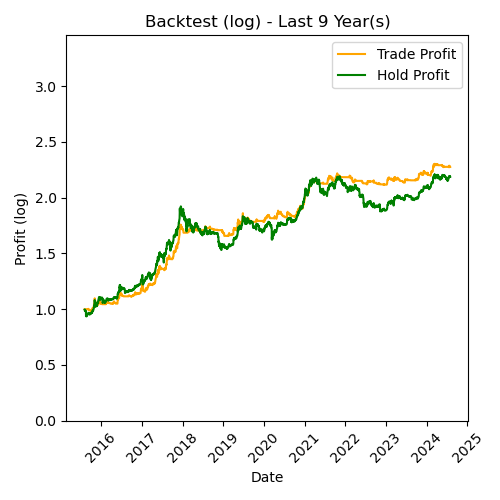 Backtest (log) - Last 9 Year(s)
Trade Profit
Hold Profit
Profit (log)
3.0
2.5
2.0
1.5
1.0
0.5
0.0
2016 2017 2018 2019 2020 2021 2022 2023 2024 2025
Date